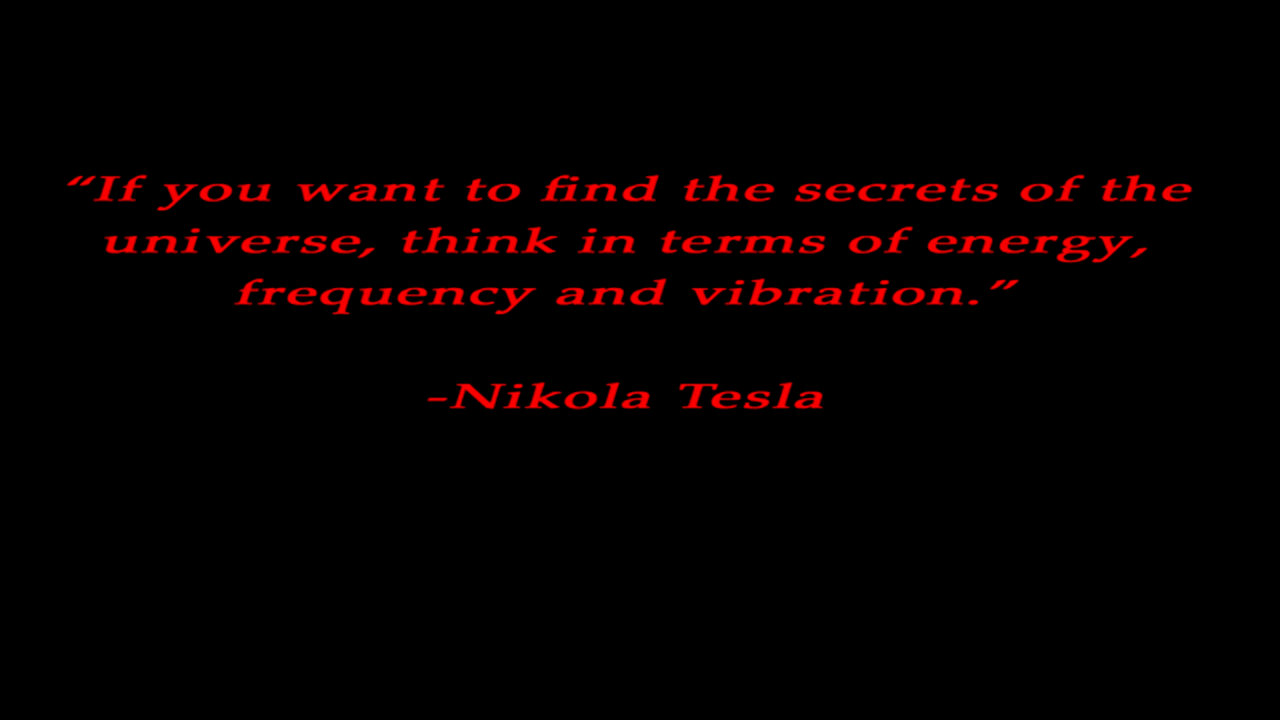 “If you want to find the secrets of the
universe, think in terms of energy,
frequency and vibration.”
–Nikola Tesla